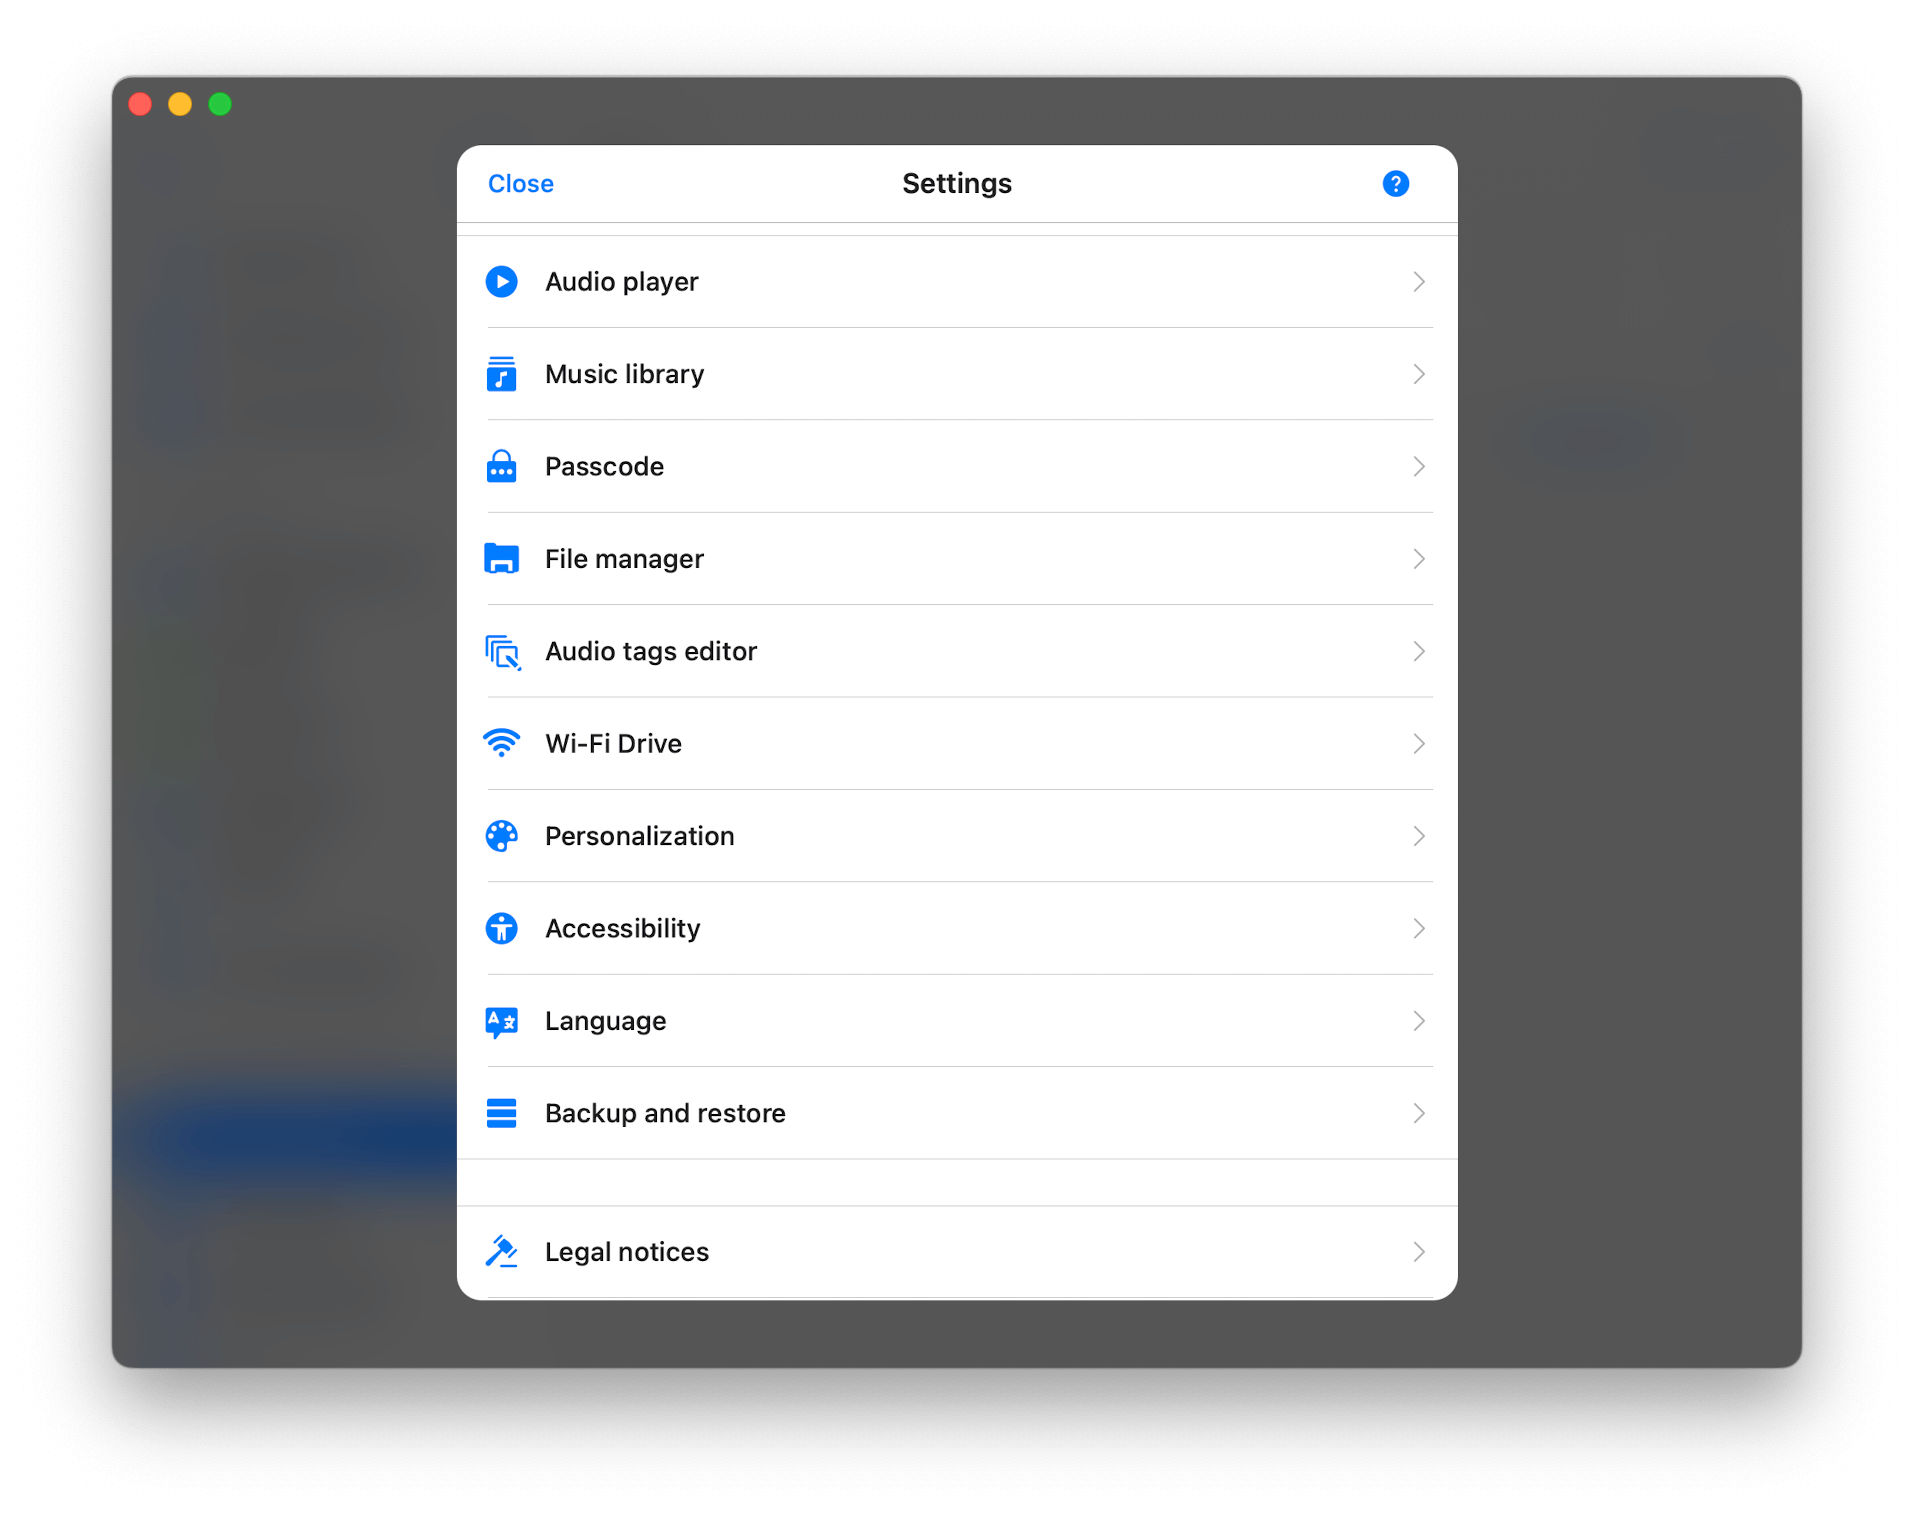 Close
Settings
Audio player
Music library
Passcode
File manager
Audio tags editor
Wi-Fi Drive
Personalization
Accessibility
Language
Backup and restore
Legal notices